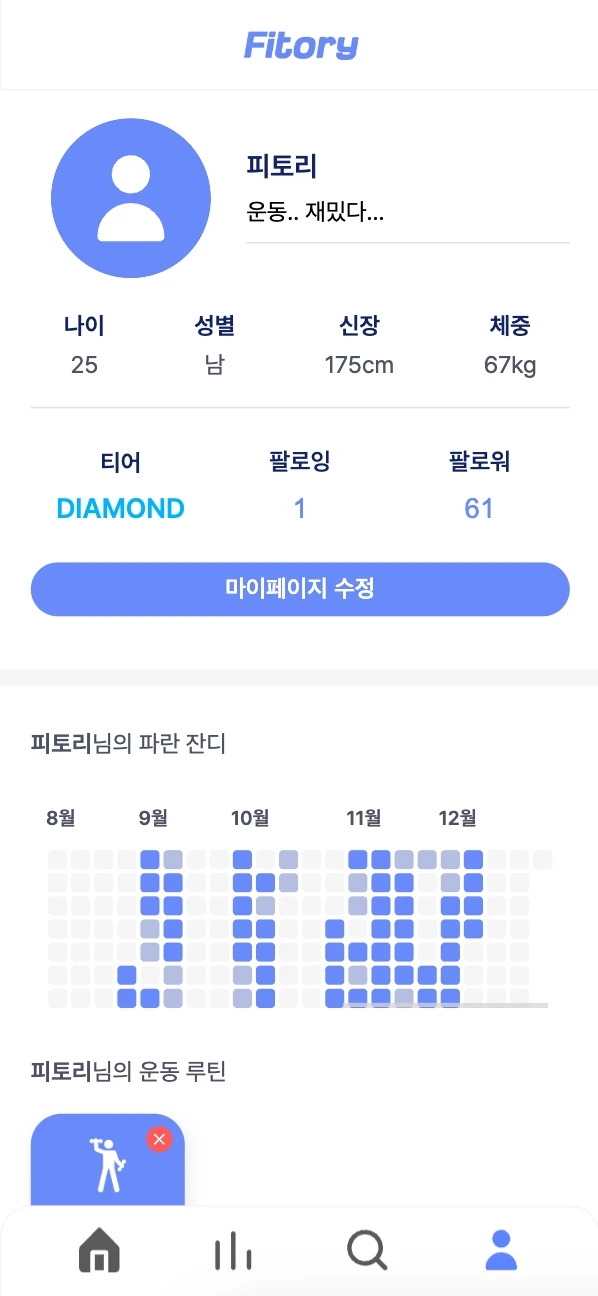 Fitory
피토리
운동.. 재밌다...
나이 성별 신장 체중
25 남 175cm 67kg
티어 팔로잉 팔로워
DIAMOND 1 61
마이페이지 수정
피토리님의 파란 잔디
8월 9월 10월 11월 12월
피토리님의 운동 루틴